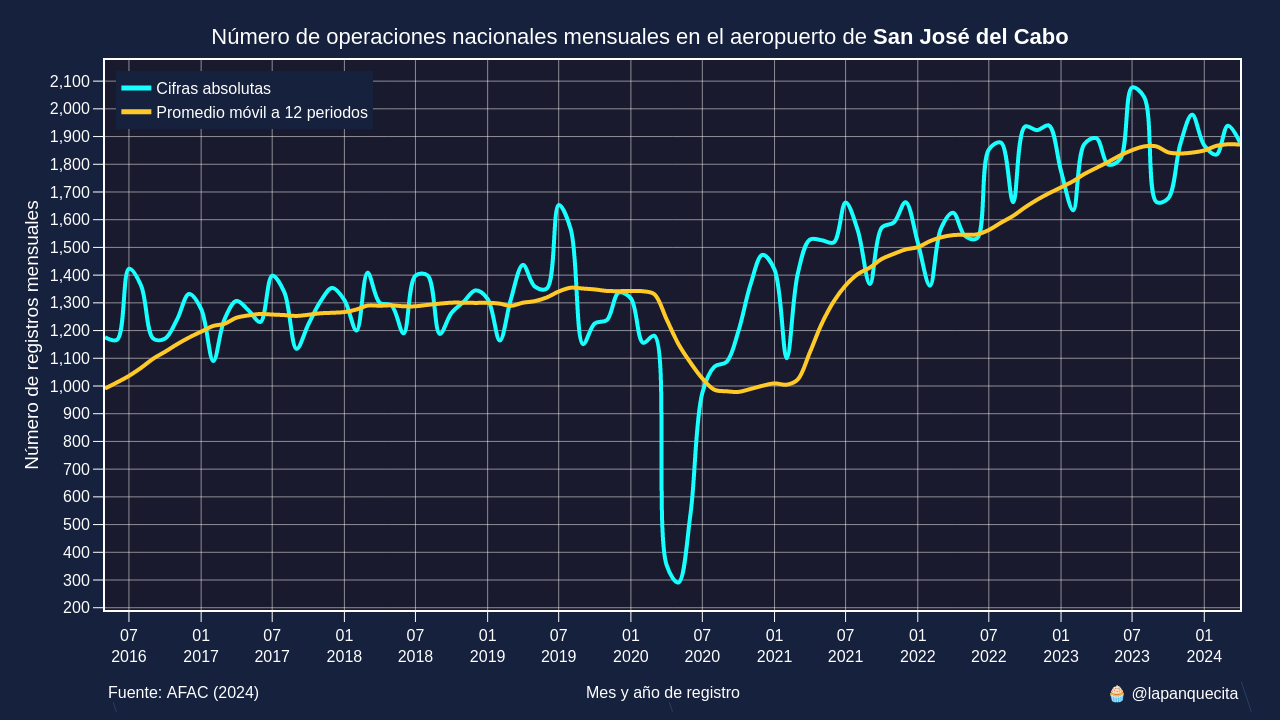 Número de operaciones nacionales mensuales en el aeropuerto de San José del Cabo
Cifras absolutas
Promedio móvil a 12 periodos
Número de registros mensuales
2,100
2,000
1,900
1,800
1,700
1,600
1,500
1,400
1,300
1,200
1,100
1,000
900
800
700
600
500
400
300
200
07 01 07 01 07 01 07 01 07 01 07 01 07 01 07 01
2016 2017 2017 2018 2018 2019 2019 2020 2020 2021 2021 2022 2022 2023 2023 2024
Fuente: AFAC (2024)
Mes y año de registro
🧁 @lapanquecita